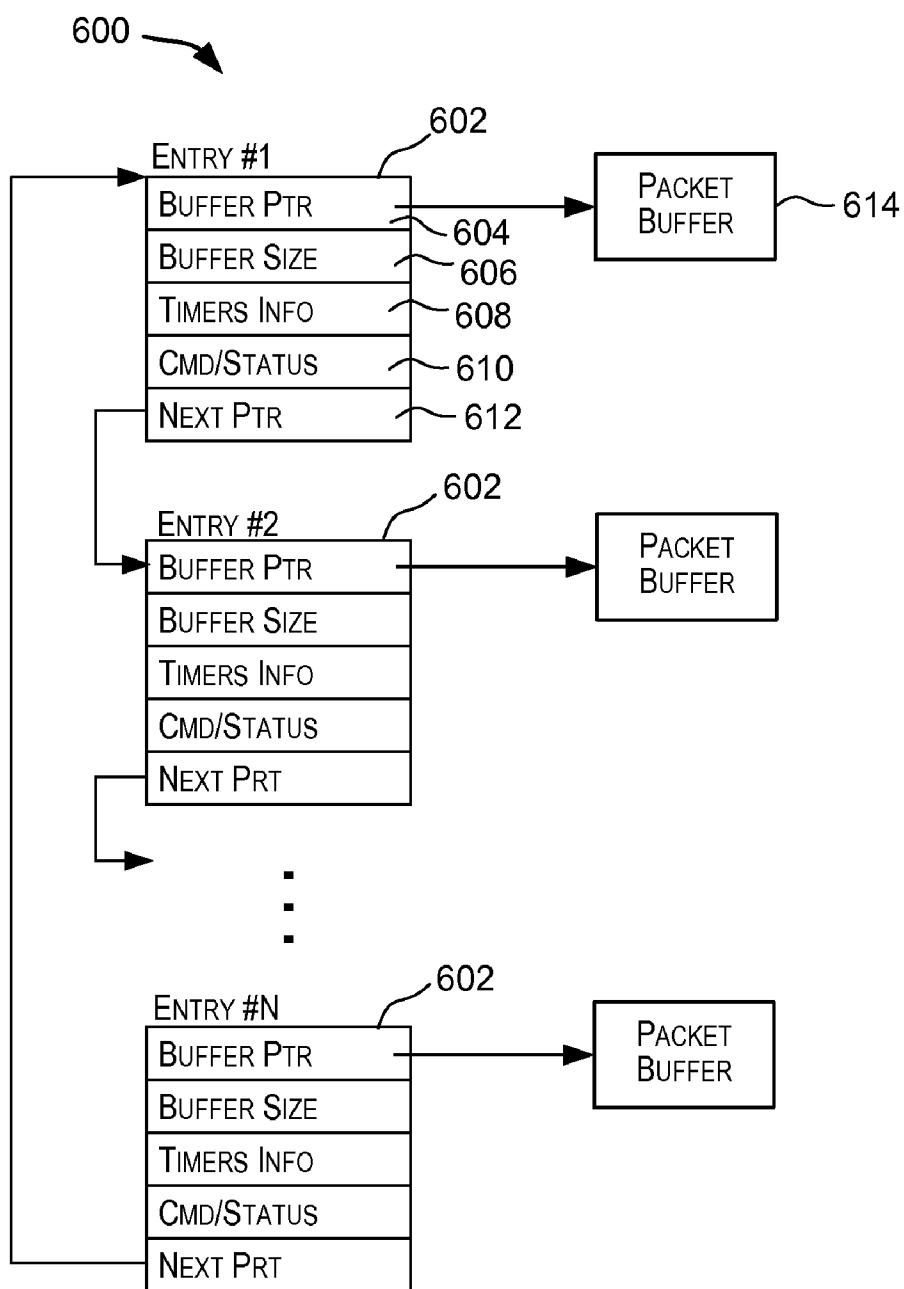 600
602
ENTRY #1
BUFFER PTR
604
PACKET
BUFFER
614
BUFFER SIZE
606
TIMERS INFO
608
CMD/STATUS
610
NEXT PTR
612
602
ENTRY #2
BUFFER PTR
PACKET
BUFFER
BUFFER SIZE
TIMERS INFO
CMD/STATUS
NEXT PRT
602
ENTRY #N
BUFFER PTR
PACKET
BUFFER
BUFFER SIZE
TIMERS INFO
CMD/STATUS
NEXT PRT